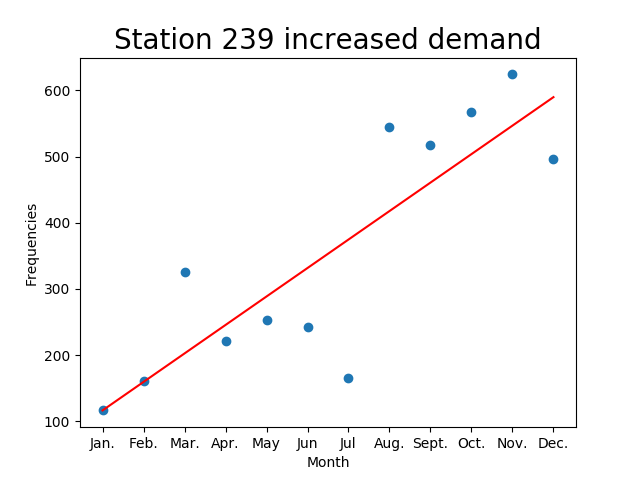 Station 239 increased demand
600
500
400
300
200
100
Frequencies
Jan. Feb. Mar. Apr. May Jun Jul Aug. Sept. Oct. Nov. Dec.
Month